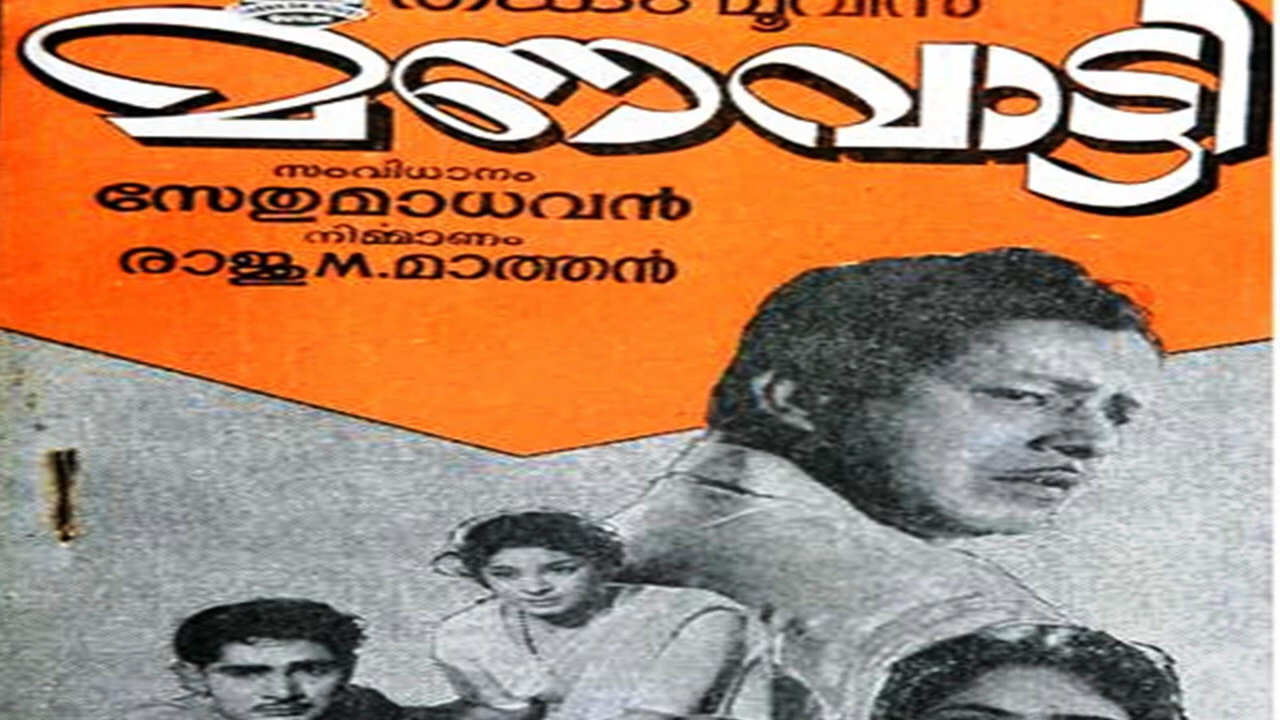 മൂവിസ്
മണവാട്ടി
സംവിധാനം
സേതുമാധവൻ
നിർമ്മാണം
രാജു M. മാത്തൻ